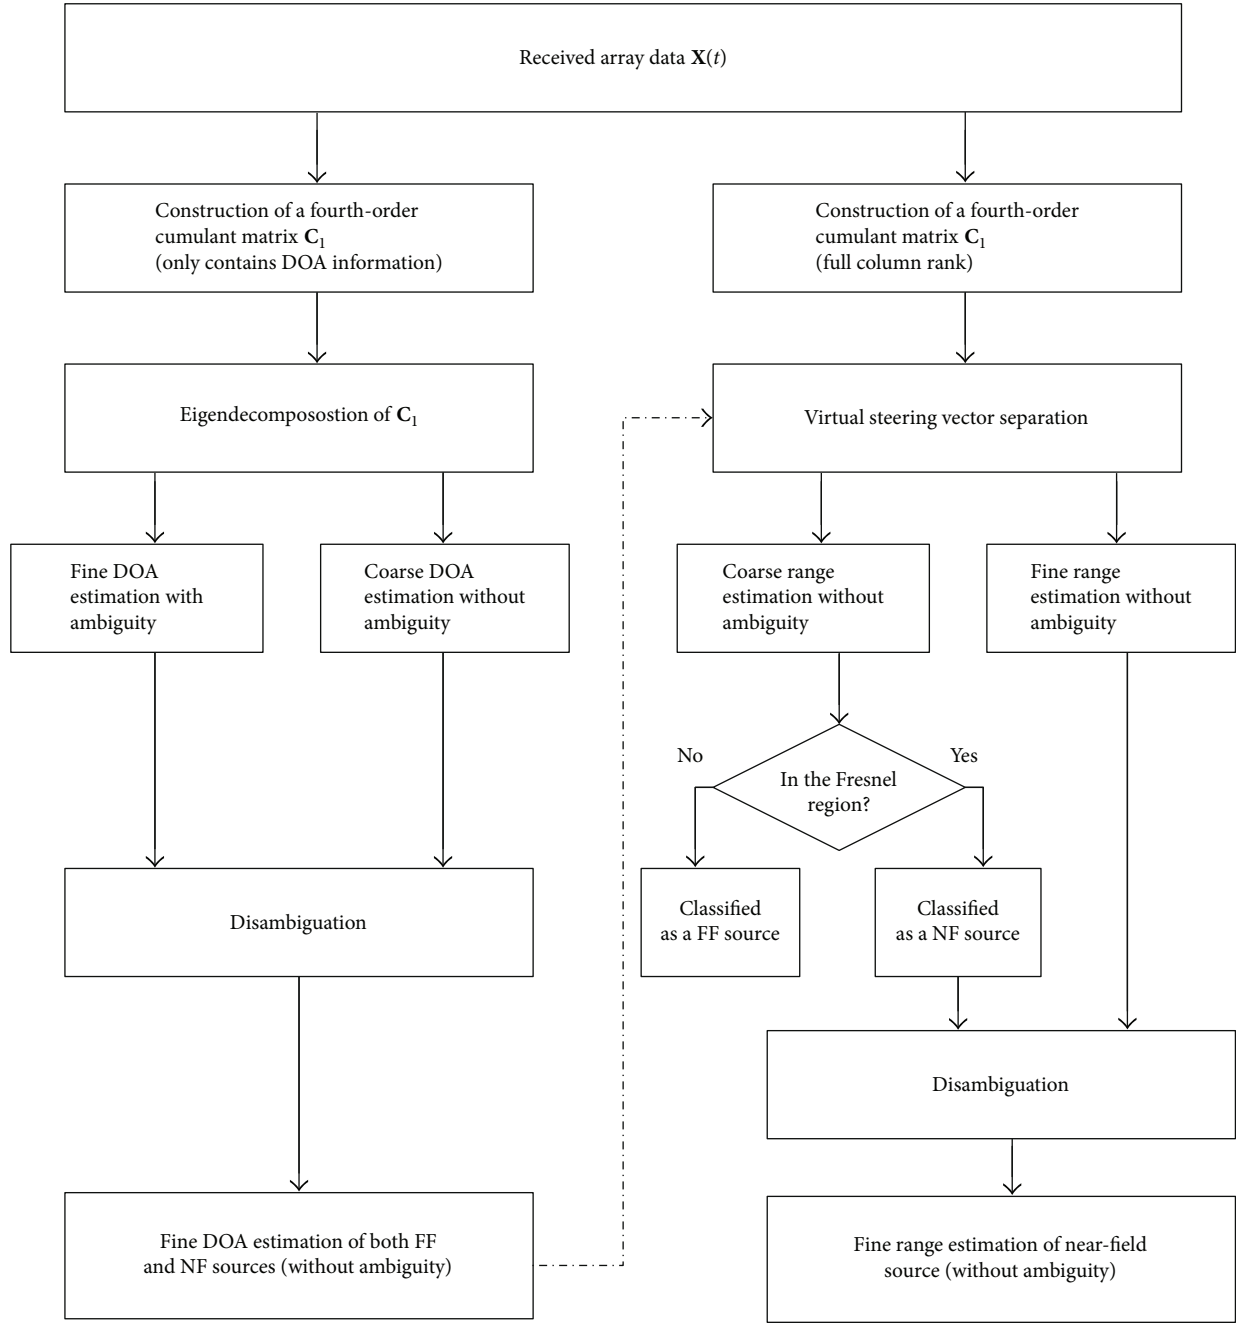 Received array data X(t)
Construction of a fourth-order
cumulant matrix C₁
(only contains DOA information)
Construction of a fourth-order
cumulant matrix C₁
(full column rank)
Eigendecomposostion of C₁
Virtual steering vector separation
Fine DOA
estimation with
ambiguity
Coarse DOA
estimation without
ambiguity
Coarse range
estimation without
ambiguity
Fine range
estimation without
ambiguity
No
Yes
In the Fresnel
region?
Disambiguation
Classified
as a FF source
Classified
as a NF source
Disambiguation
Fine DOA estimation of both FF
and NF sources (without ambiguity)
Fine range estimation of near-field
source (without ambiguity)